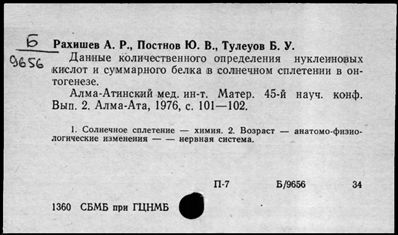 Б
9656
Рахишев А. Р., Постнов Ю. В., Тулеуов Б. У.
Данные количественного определения нуклеиновых
кислот и суммарного белка в солнечном сплетении в он-
тогенезе.
Алма-Атинский мед. ин-т. Матер. 45-й науч. конф.
Вып. 2. Алма-Ата, 1976, с. 101—102.
1. Солнечное сплетение — химия. 2. Возраст — анатомо-физио-
логические изменения — — нервная система.
П-7 Б/9656 34
1360 СБМБ при ГЦНМБ